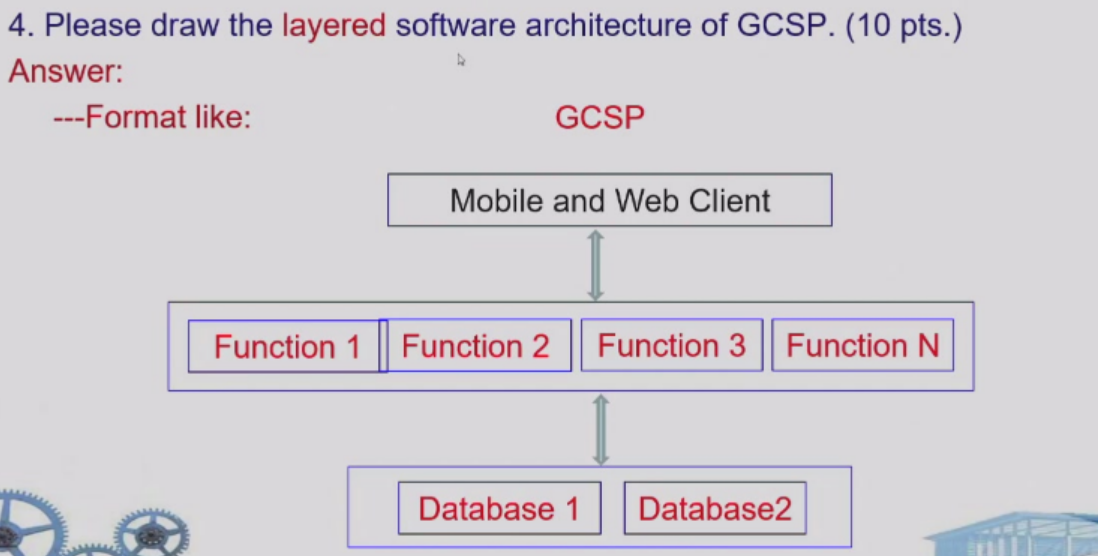 4. Please draw the layered software architecture of GCSP. (10 pts.)
Answer:
---Format like: GCSP
Mobile and Web Client
Function 1 Function 2 Function 3 Function N
Database 1 Database2